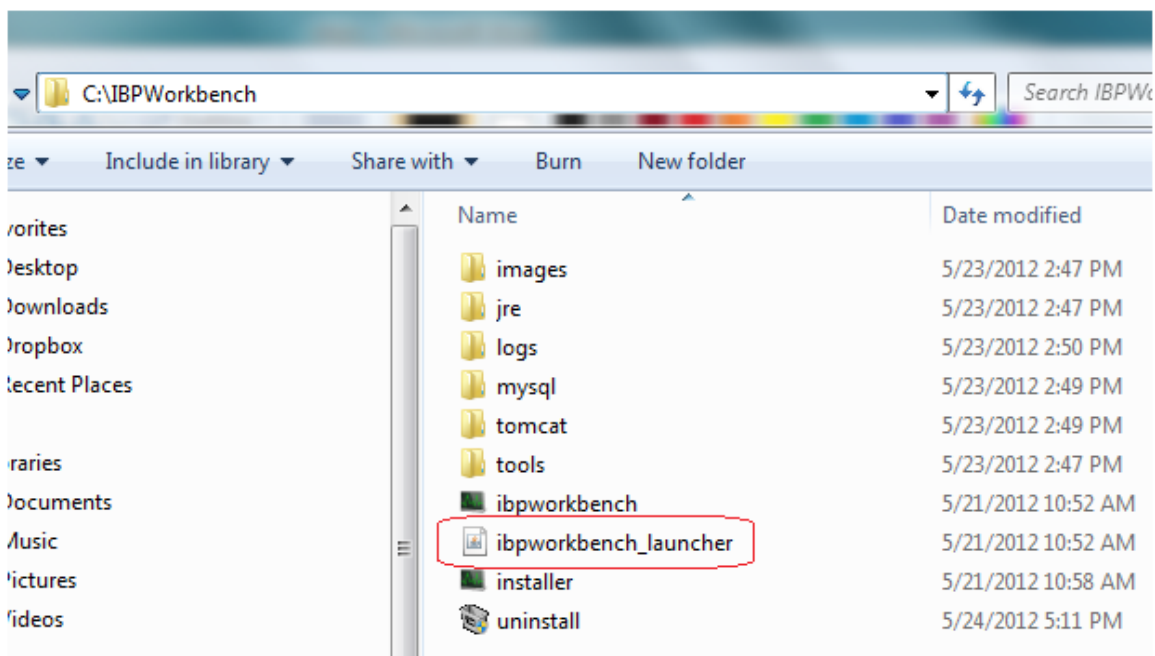 C:\IBPWorkbench
Search IBPWo
ze Include in library Share with Burn New folder
vorites
Desktop
Downloads
Dropbox
Recent Places
raries
Documents
Music
Pictures
Videos
Name Date modified
images 5/23/2012 2:47 PM
jre 5/23/2012 2:47 PM
logs 5/23/2012 2:50 PM
mysql 5/23/2012 2:49 PM
tomcat 5/23/2012 2:49 PM
tools 5/23/2012 2:47 PM
ibpworkbench 5/21/2012 10:52 AM
ibpworkbench_launcher 5/21/2012 10:52 AM
installer 5/21/2012 10:58 AM
uninstall 5/24/2012 5:11 PM